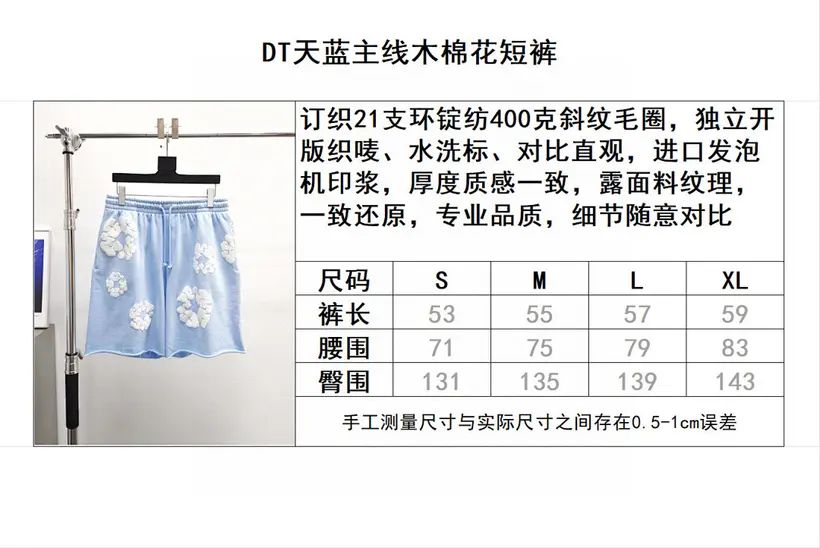 DT天蓝主线木棉花短裤
订织21支环锭纺400克斜纹毛圈，独立开
版织唛、水洗标、对比直观，进口发泡
机印浆，厚度质感一致，露面料纹理，
一致还原，专业品质，细节随意对比
尺码 S M L XL
裤长 53 55 57 59
腰围 71 75 79 83
臀围 131 135 139 143
手工测量尺寸与实际尺寸之间存在0.5-1cm误差